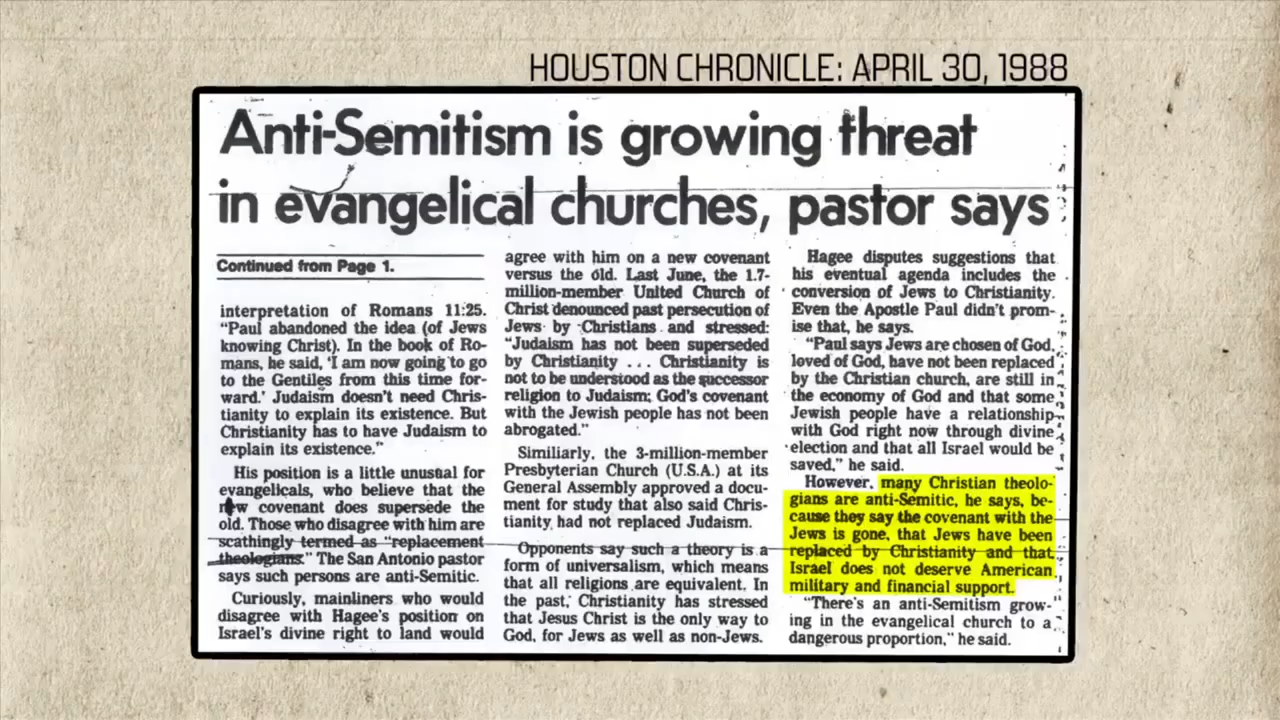 HOUSTON CHRONICLE: APRIL 30, 1988
Anti-Semitism is growing threat
in evangelical churches, pastor says
Continued from Page 1.
interpretation of Romans 11:25.
“Paul abandoned the idea (of Jews
knowing Christ). In the book of Ro-
mans, he said, ‘I am now going to go
to the Gentiles from this time for-
ward.’ Judaism doesn’t need Chris-
tianity to explain its existence. But
Christianity has to have Judaism to
explain its existence.”
His position is a little unusual for
evangelicals, who believe that the
new covenant does supersede the
old. Those who disagree with him are
scathingly termed as “replacement
theologians.” The San Antonio pastor
says such persons are anti-Semitic.
Curiously, mainliners who would
disagree with Hagee’s position on
Israel’s divine right to land would
agree with him on a new covenant
versus the old. Last June, the 1.7-
million-member United Church of
Christ denounced past persecution of
Jews by Christians and stressed:
“Judaism has not been superseded
by Christianity . . . Christianity is
not to be understood as the successor
religion to Judaism; God’s covenant
with the Jewish people has not been
abrogated.”
Similiarly, the 3-million-member
Presbyterian Church (U.S.A.) at its
General Assembly approved a docu-
ment for study that also said Chris-
tianity had not replaced Judaism.
Opponents say such a theory is a
form of universalism, which means
that all religions are equivalent. In
the past, Christianity has stressed
that Jesus Christ is the only way to
God, for Jews as well as non-Jews.
Hagee disputes suggestions that
his eventual agenda includes the
conversion of Jews to Christianity.
Even the Apostle Paul didn’t prom-
ise that, he says.
“Paul says Jews are chosen of God,
loved of God, have not been replaced
by the Christian church, are still in
the economy of God and that some
Jewish people have a relationship
with God right now through divine
election and that all Israel would be
saved,” he said.
However, many Christian theolo-
gians are anti-Semitic, he says, be-
cause they say the covenant with the
Jews is gone, that Jews have been
replaced by Christianity and that
Israel does not deserve American
military and financial support.
“There’s an anti-Semitism grow-
ing in the evangelical church to a
dangerous proportion,” he said.